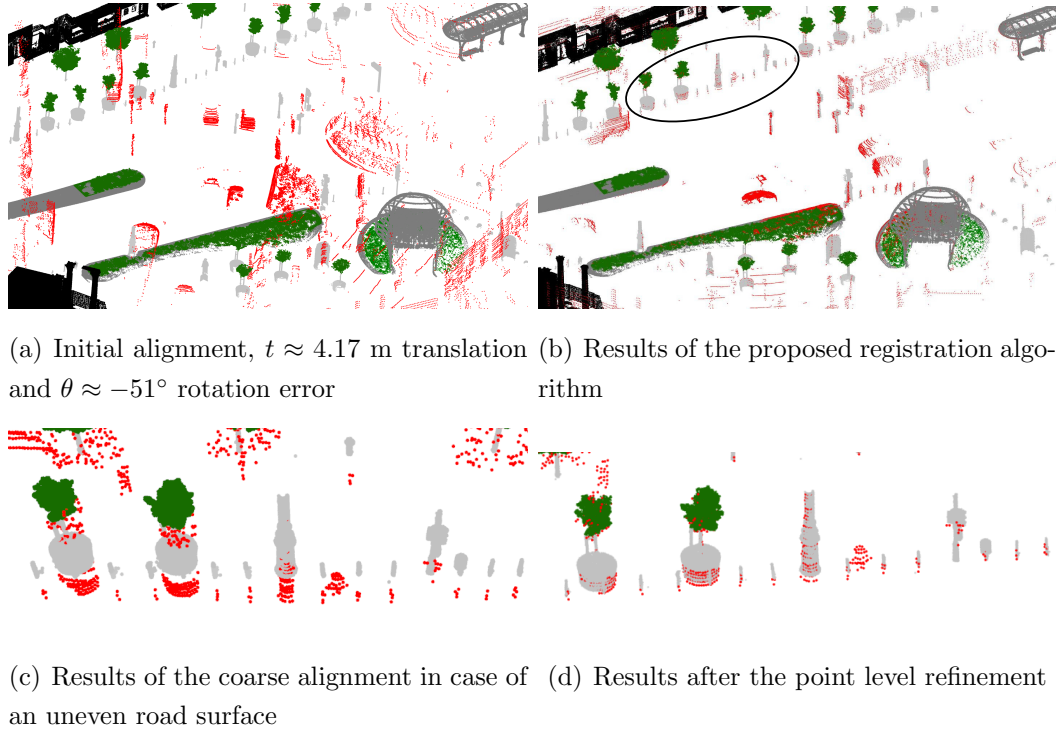 (a) Initial alignment, t ≈ 4.17 m translation
and θ ≈ −51° rotation error
(b) Results of the proposed registration algo-
rithm
(c) Results of the coarse alignment in case of
an uneven road surface
(d) Results after the point level refinement